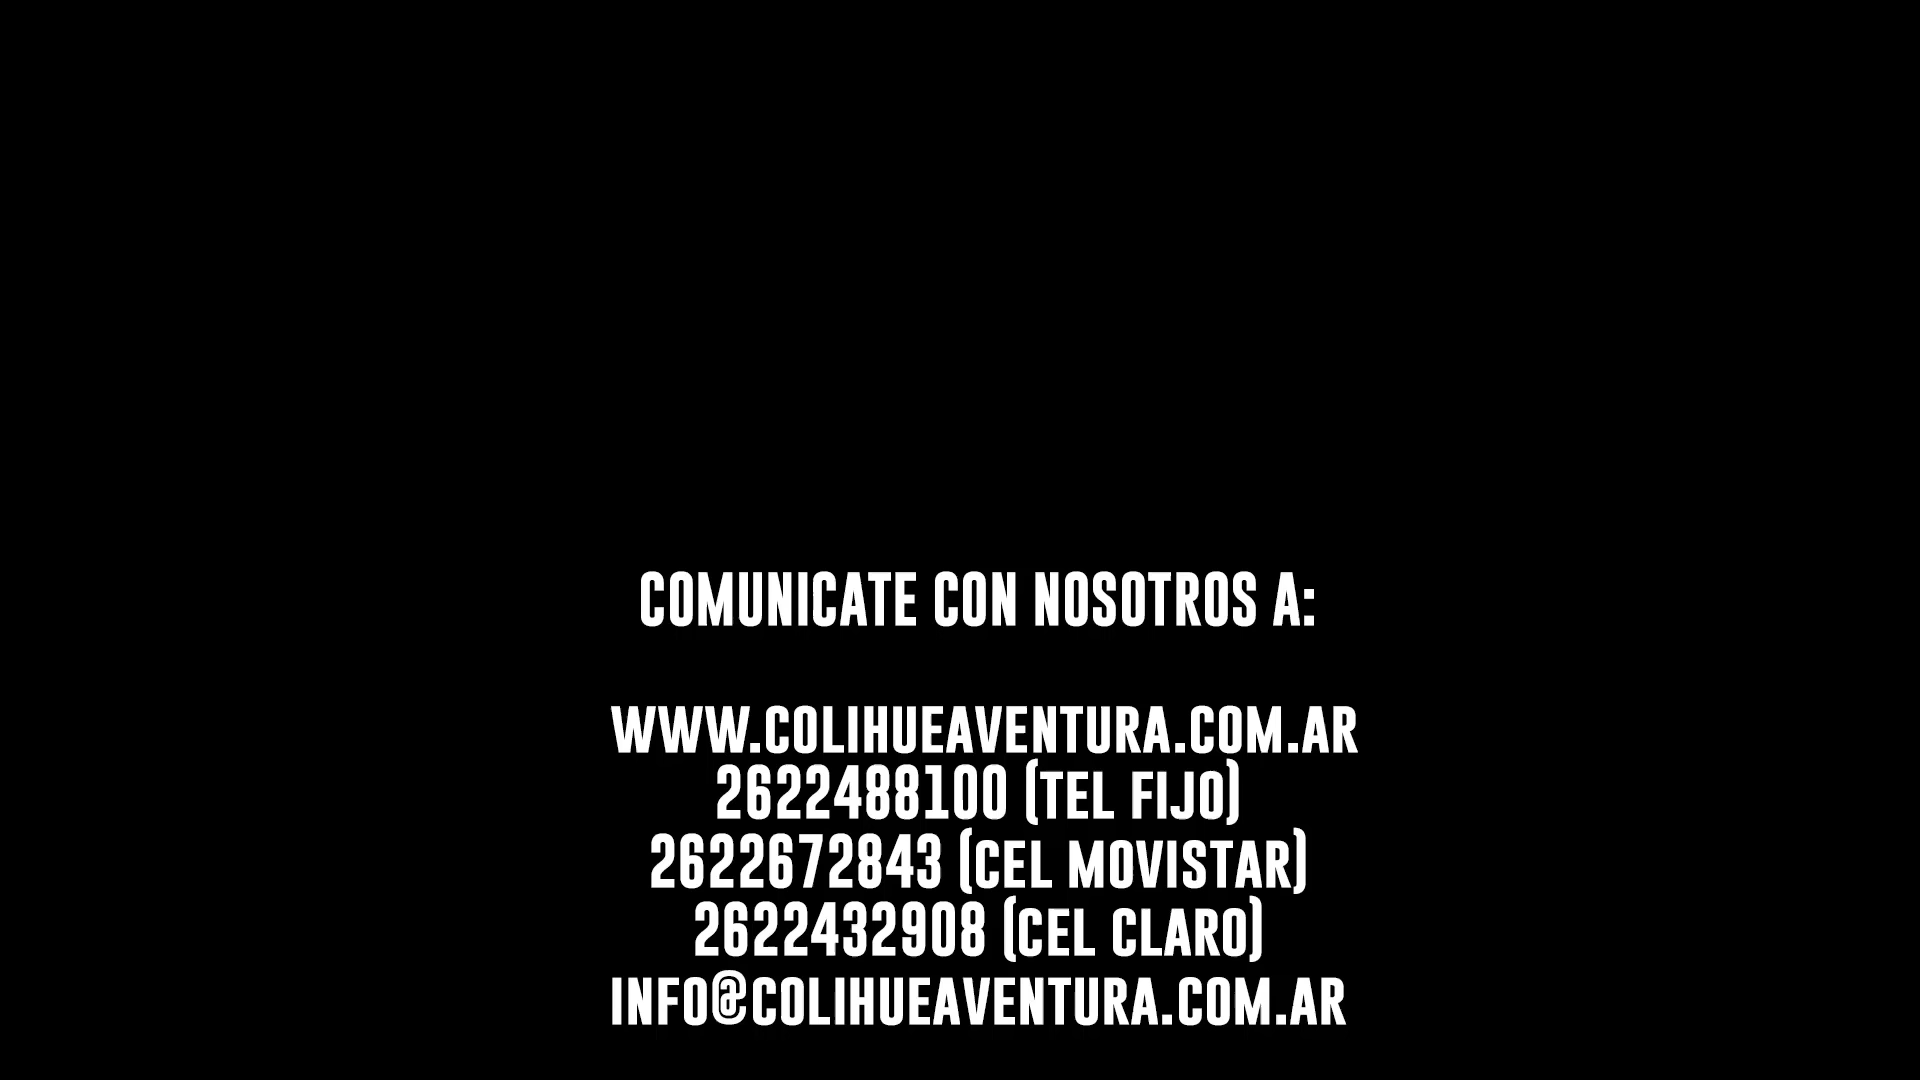 COMUNICATE CON NOSOTROS A:
WWW.COLIHUEAVENTURA.COM.AR
2622488100 (TEL FIJO)
2622672843 (CEL MOVISTAR)
2622432908 (CEL CLARO)
INFO@COLIHUEAVENTURA.COM.AR